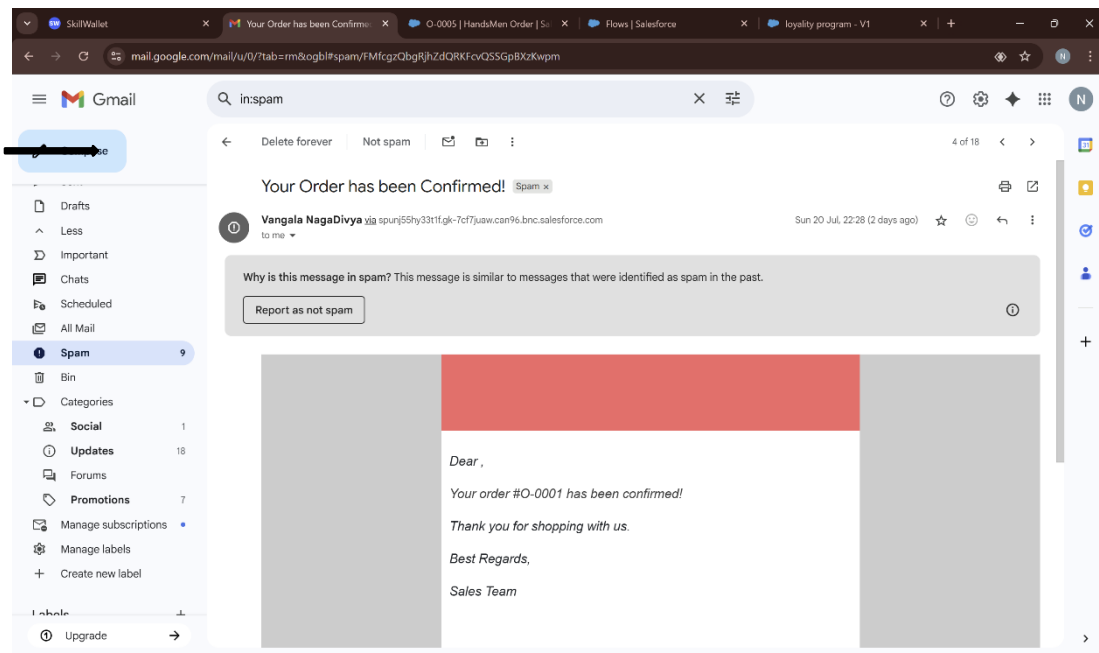 SkillWallet
Your Order has been Confirmed
O-0005 | HandsMen Order | Sal
Flows | Salesforce
loyality program - V1
mail.google.com/mail/u/0/?tab=rm&ogbl#spam/FMfcgzQbgRjhZdQRKFcvQSSGpBXzKwpm
N
Gmail
in:spam
N
Delete forever
Not spam
4 of 18
31
Drafts
Less
Important
Chats
Scheduled
All Mail
Spam 9
Bin
Categories
Social 1
Updates 18
Forums
Promotions 7
Manage subscriptions
Manage labels
Create new label
Labels
Upgrade
Your Order has been Confirmed! Spam x
Vangala NagaDivya via spunj55hy33t1f.gk-7cf7juaw.can96.bnc.salesforce.com Sun 20 Jul, 22:28 (2 days ago)
to me
Why is this message in spam? This message is similar to messages that were identified as spam in the past.
Report as not spam
Dear ,
Your order #O-0001 has been confirmed!
Thank you for shopping with us.
Best Regards,
Sales Team